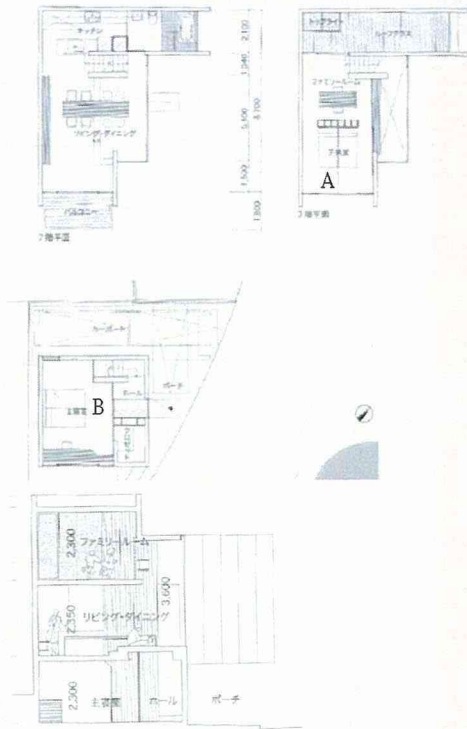 キッチン
リビング・ダイニング
バルコニー
2階平面
2,100
1,040
5,100
8,700
1,500
1,800
トップライト
ルーフテラス
ファミリールーム
子供室
A
3階平面
カーポート
ポーチ
ホール
主寝室
B
ファミリールーム
2,300
リビング・ダイニング
2,350
3,600
主寝室
2,300
ホール
ポーチ